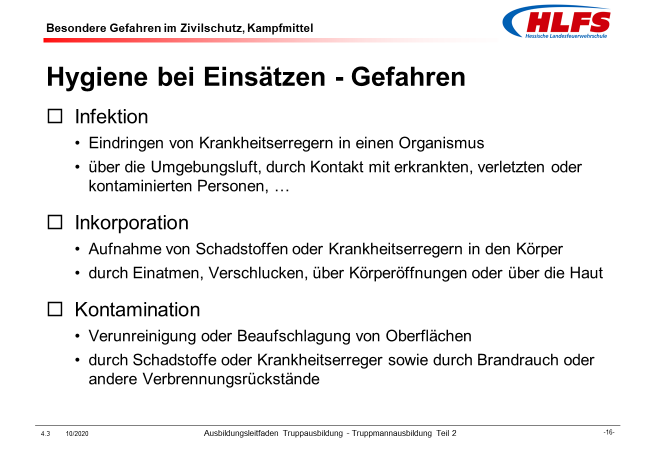 Besondere Gefahren im Zivilschutz, Kampfmittel
HLFS
Hessische Landesfeuerwehrschule
Hygiene bei Einsätzen - Gefahren
Infektion
• Eindringen von Krankheitserregern in einen Organismus
• über die Umgebungsluft, durch Kontakt mit erkrankten, verletzten oder
kontaminierten Personen, …
Inkorporation
• Aufnahme von Schadstoffen oder Krankheitserregern in den Körper
• durch Einatmen, Verschlucken, über Körperöffnungen oder über die Haut
Kontamination
• Verunreinigung oder Beaufschlagung von Oberflächen
• durch Schadstoffe oder Krankheitserreger sowie durch Brandrauch oder
andere Verbrennungsrückstände
4.3 10/2020 Ausbildungsleitfaden Truppausbildung - Truppmannausbildung Teil 2 -16-